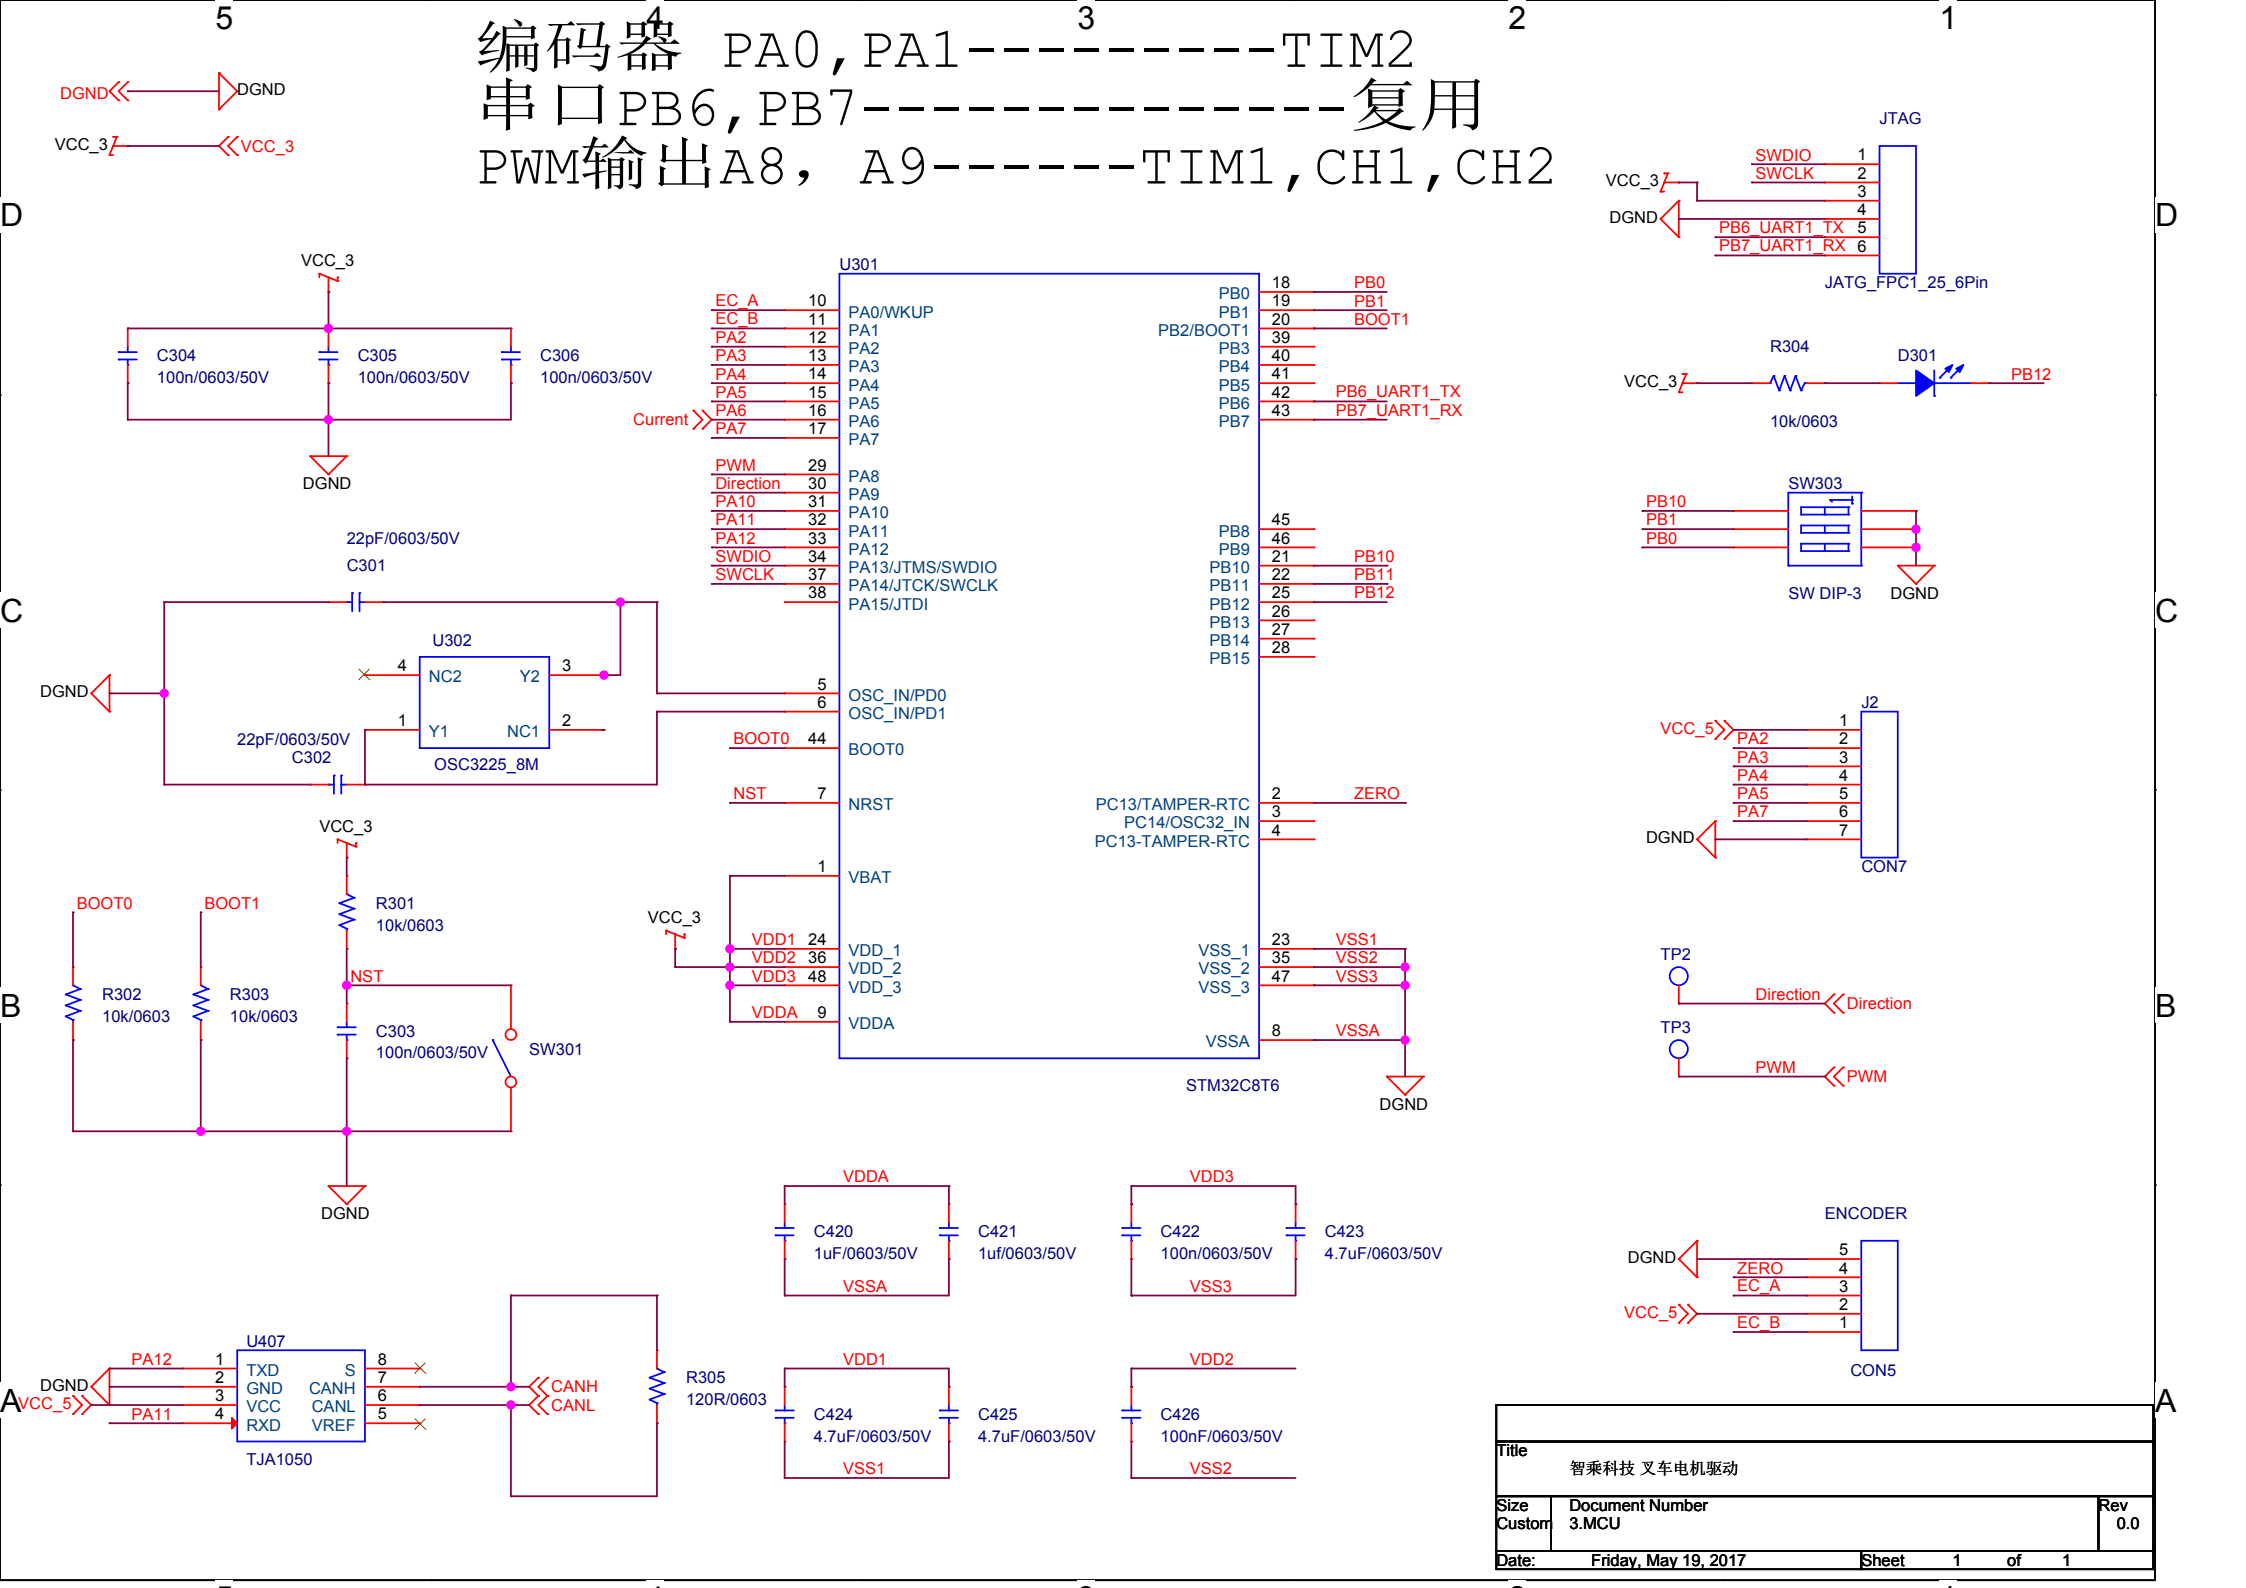 5 4 3 2 1
编码器 PA0,PA1---------TIM2
串口PB6,PB7--------------复用
PWM输出A8，A9------TIM1,CH1,CH2
DGND DGND
VCC_3 VCC_3
D D
JTAG
SWDIO 1
SWCLK 2
VCC_3 3
DGND 4
PB6_UART1_TX 5
PB7_UART1_RX 6
JATG_FPC1_25_6Pin
VCC_3
C304
100n/0603/50V
C305
100n/0603/50V
C306
100n/0603/50V
DGND
U301
EC_A 10 PA0/WKUP
EC_B 11 PA1
PA2 12 PA2
PA3 13 PA3
PA4 14 PA4
PA5 15 PA5
Current PA6 16 PA6
PA7 17 PA7
PWM 29 PA8
Direction 30 PA9
PA10 31 PA10
PA11 32 PA11
PA12 33 PA12
SWDIO 34 PA13/JTMS/SWDIO
SWCLK 37 PA14/JTCK/SWCLK
38 PA15/JTDI
5 OSC_IN/PD0
6 OSC_IN/PD1
BOOT0 44 BOOT0
NST 7 NRST
1 VBAT
VCC_3
VDD1 24 VDD_1
VDD2 36 VDD_2
VDD3 48 VDD_3
VDDA 9 VDDA
PB0 18 PB0
PB1 19 PB1
PB2/BOOT1 20 BOOT1
PB3 39
PB4 40
PB5 41
PB6 42 PB6_UART1_TX
PB7 43 PB7_UART1_RX
PB8 45
PB9 46
PB10 21 PB10
PB11 22 PB11
PB12 25 PB12
PB13 26
PB14 27
PB15 28
PC13/TAMPER-RTC 2 ZERO
PC14/OSC32_IN 3
PC13-TAMPER-RTC 4
VSS_1 23 VSS1
VSS_2 35 VSS2
VSS_3 47 VSS3
VSSA 8 VSSA
STM32C8T6
DGND
R304
D301
VCC_3 PB12
10k/0603
SW303
PB10
PB1
PB0
SW DIP-3 DGND
C C
22pF/0603/50V
C301
U302
4 NC2 Y2 3
1 Y1 NC1 2
DGND
22pF/0603/50V
C302
OSC3225_8M
J2
VCC_5 1
PA2 2
PA3 3
PA4 4
PA5 5
PA7 6
DGND 7
CON7
VCC_3
BOOT0 BOOT1
R301
10k/0603
NST
R302
10k/0603
R303
10k/0603
C303
100n/0603/50V
SW301
DGND
B B
TP2
Direction Direction
TP3
PWM PWM
VDDA
C420
1uF/0603/50V
C421
1uf/0603/50V
VSSA
VDD3
C422
100n/0603/50V
C423
4.7uF/0603/50V
VSS3
ENCODER
DGND 5
ZERO 4
EC_A 3
VCC_5 2
EC_B 1
CON5
U407
PA12 1 TXD S 8
DGND 2 GND CANH 7 CANH
VCC_5 3 VCC CANL 6 CANL
PA11 4 RXD VREF 5
TJA1050
R305
120R/0603
VDD1
C424
4.7uF/0603/50V
C425
4.7uF/0603/50V
VSS1
VDD2
C426
100nF/0603/50V
VSS2
A A
Title
智乘科技 叉车电机驱动
Size Document Number Rev
Custom 3.MCU 0.0
Date: Friday, May 19, 2017 Sheet 1 of 1